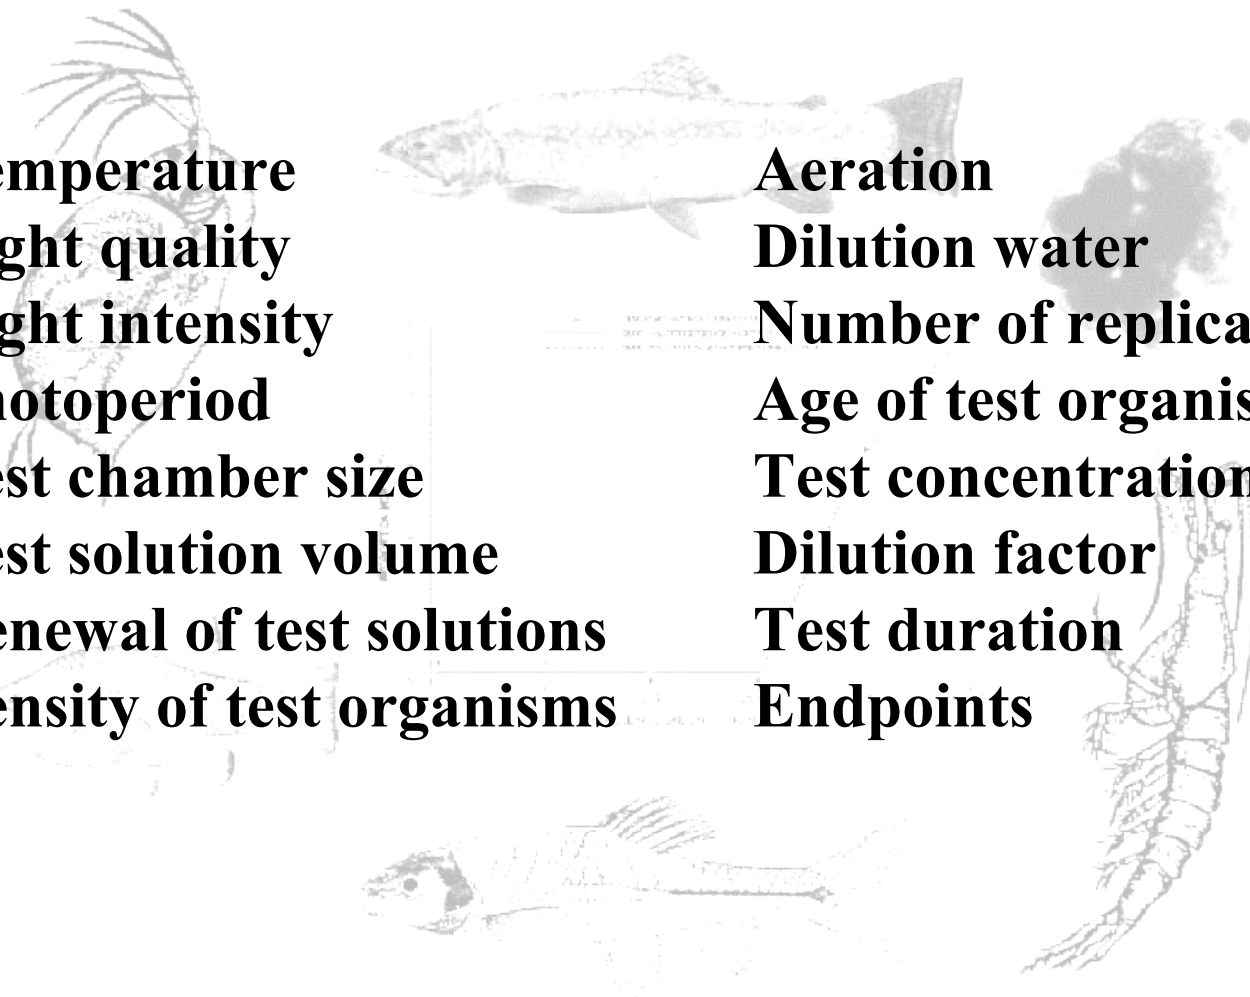 emperature
ght quality
ght intensity
hotoperiod
est chamber size
est solution volume
enewal of test solutions
ensity of test organisms
Aeration
Dilution water
Number of replica
Age of test organis
Test concentration
Dilution factor
Test duration
Endpoints